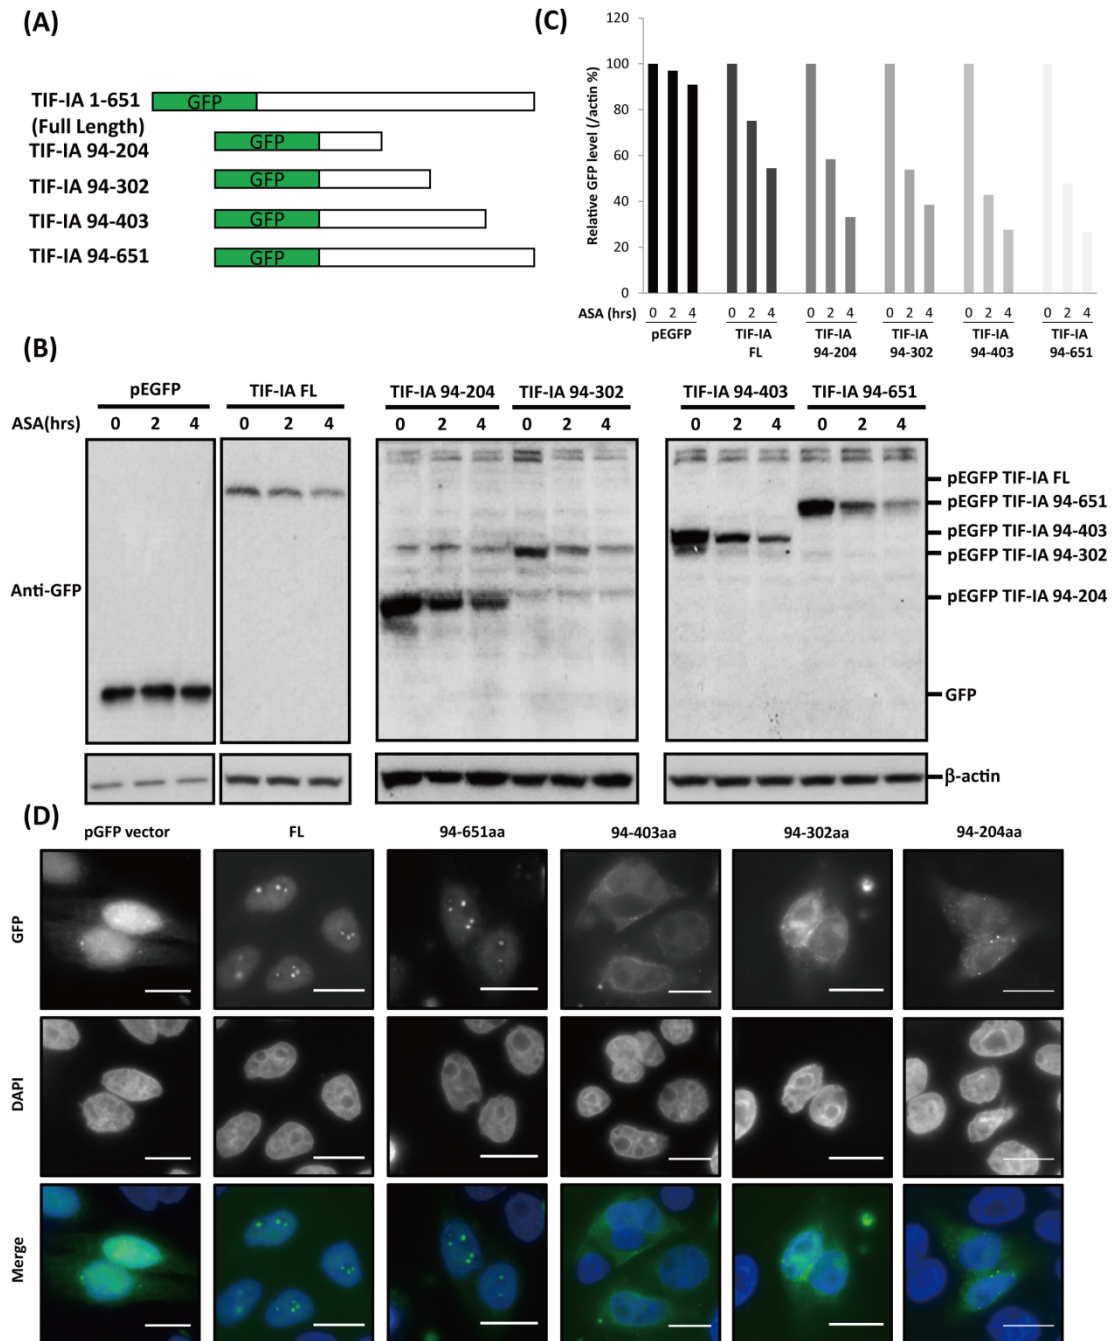 (A)
TIF-IA 1-651
(Full Length)
GFP
TIF-IA 94-204
GFP
TIF-IA 94-302
GFP
TIF-IA 94-403
GFP
TIF-IA 94-651
GFP
(C)
Relative GFP level (/actin %)
120
100
80
60
40
20
0
ASA (hrs) 0 2 4 0 2 4 0 2 4 0 2 4 0 2 4 0 2 4
pEGFP TIF-IA TIF-IA TIF-IA TIF-IA TIF-IA
FL 94-204 94-302 94-403 94-651
(B)
pEGFP TIF-IA FL TIF-IA 94-204 TIF-IA 94-302 TIF-IA 94-403 TIF-IA 94-651
ASA(hrs) 0 2 4 0 2 4 0 2 4 0 2 4 0 2 4 0 2 4
Anti-GFP
pEGFP TIF-IA FL
pEGFP TIF-IA 94-651
pEGFP TIF-IA 94-403
pEGFP TIF-IA 94-302
pEGFP TIF-IA 94-204
GFP
β-actin
(D)
pGFP vector FL 94-651aa 94-403aa 94-302aa 94-204aa
GFP
DAPI
Merge